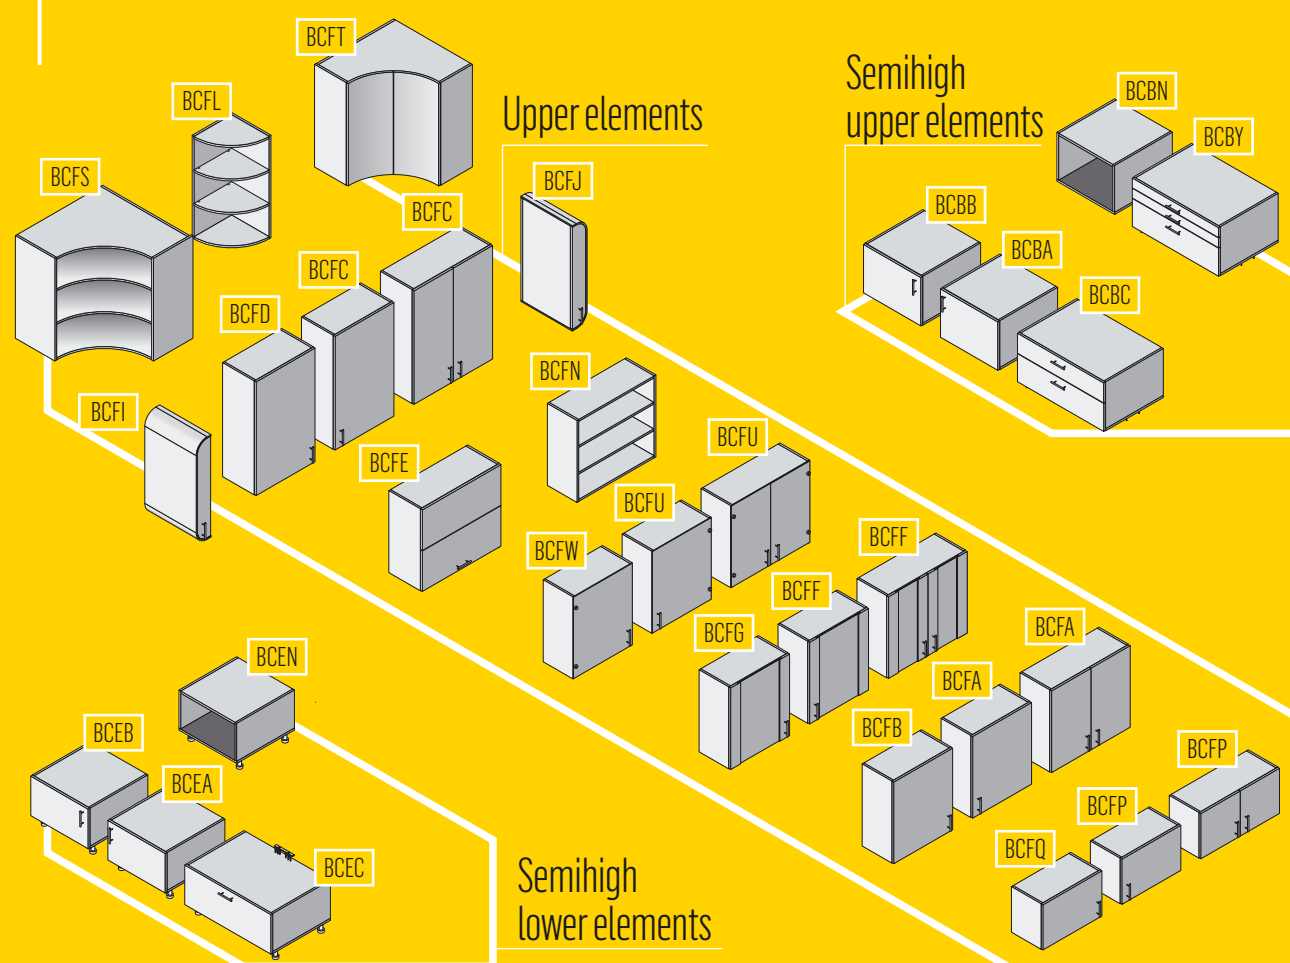 BCFT
BCFL
BCFS
Upper elements
BCFJ
BCFC
BCFC
BCFD
BCFI
BCFE
BCFN
BCFU
BCFU
BCFW
BCFF
BCFF
BCFG
BCFA
BCFA
BCFB
BCFP
BCFP
BCFQ
Semihigh
upper elements
BCBN
BCBY
BCBB
BCBA
BCBC
BCEN
BCEB
BCEA
BCEC
Semihigh
lower elements